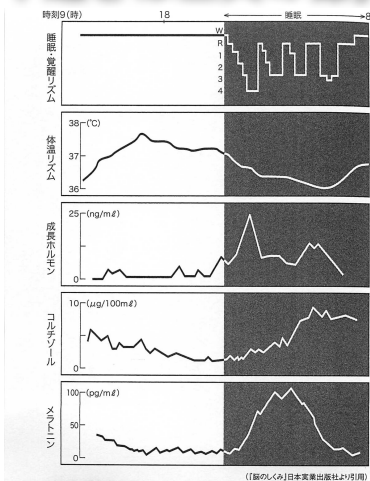 時刻9(時) 18 睡眠 8
睡眠・覚醒リズム
W
R
1
2
3
4
体温リズム
38 (℃)
37
36
成長ホルモン
25 (ng/mℓ)
0
コルチゾール
10 (μg/100mℓ)
0
メラトニン
100 (pg/mℓ)
50
0
(『脳のしくみ』日本実業出版社より引用)